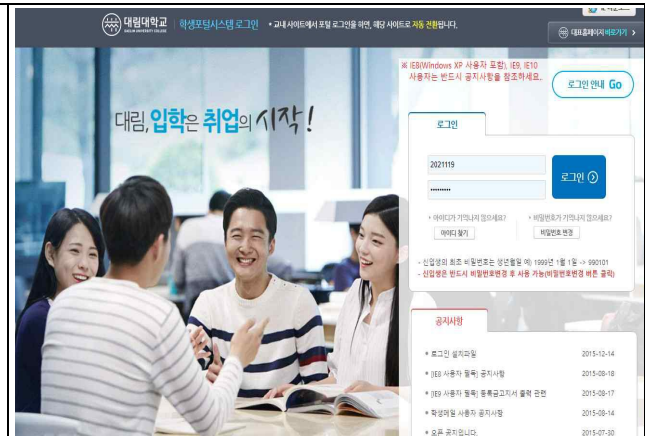 대림대학교
학생포털시스템 로그인
• 교내 사이트에서 포털 로그인을 하면, 해당 사이트로 자동 전환됩니다.
대표홈페이지 바로가기 >
※ IE8(Windows XP 사용자 포함), IE9, IE10
사용자는 반드시 공지사항을 참조하세요.
로그인 안내 Go
대림, 입학은 취업의 시작!
로그인
2021119
•••••••••
로그인
아이디가 기억나지 않으세요?
비밀번호가 기억나지 않으세요?
아이디 찾기
비밀번호 변경
- 신입생의 최초 비밀번호는 생년월일 예) 1999년 1월 1일 -> 990101
- 신입생은 반드시 비밀번호변경 후 사용 가능(비밀번호변경 버튼 클릭)
공지사항
로그인 설치파일 2015-12-14
[IE8 사용자 필독] 공지사항 2015-08-18
[IE9 사용자 필독] 등록금고지서 출력 관련 2015-08-17
학생메일 사용자 공지사항 2015-08-14
오픈 공지입니다. 2015-07-30